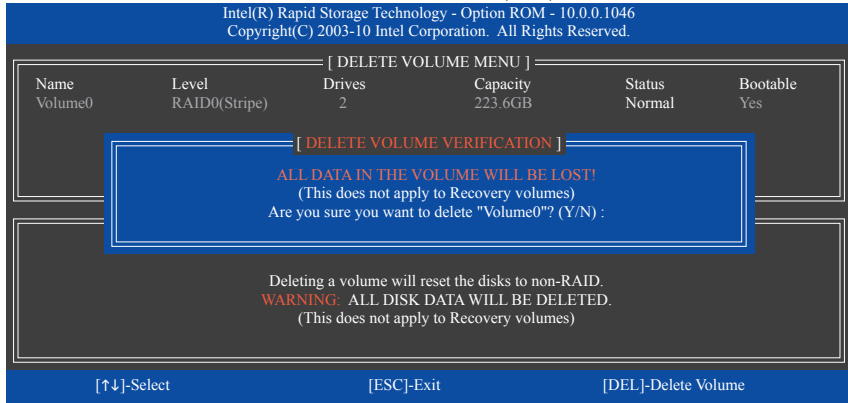 Intel(R) Rapid Storage Technology - Option ROM - 10.0.0.1046
Copyright(C) 2003-10 Intel Corporation. All Rights Reserved.
[ DELETE VOLUME MENU ]
Name Level Drives Capacity Status Bootable
Volume0 RAID0(Stripe) 2 223.6GB Normal Yes
[ DELETE VOLUME VERIFICATION ]
ALL DATA IN THE VOLUME WILL BE LOST!
(This does not apply to Recovery volumes)
Are you sure you want to delete "Volume0"? (Y/N) :
Deleting a volume will reset the disks to non-RAID.
WARNING: ALL DISK DATA WILL BE DELETED.
(This does not apply to Recovery volumes)
[↑↓]-Select [ESC]-Exit [DEL]-Delete Volume